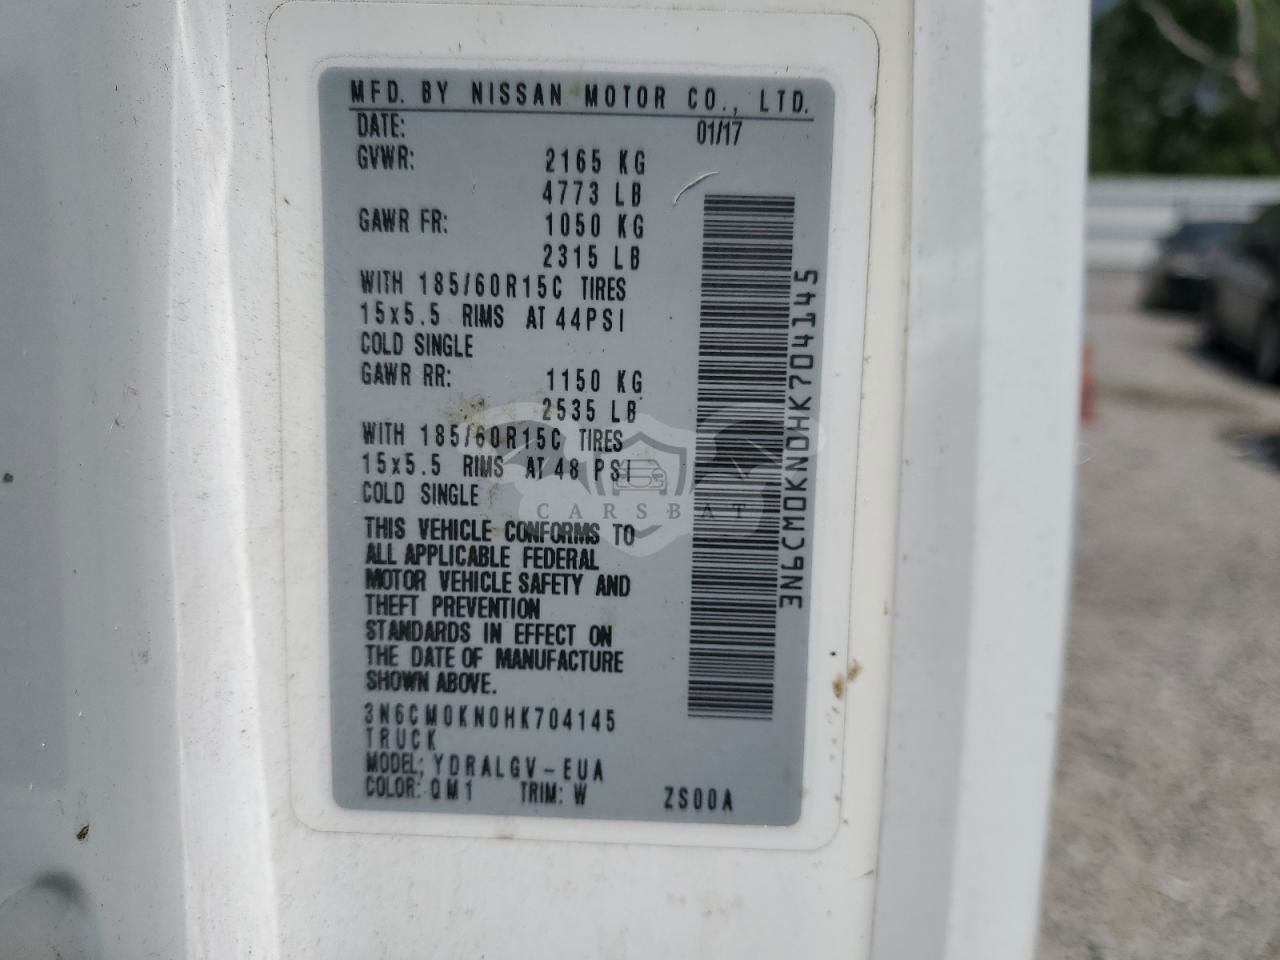 MFD. BY NISSAN MOTOR CO., LTD.
DATE: 01/17
GVWR: 2165 KG
4773 LB
GAWR FR: 1050 KG
2315 LB
WITH 185/60R15C TIRES
15x5.5 RIMS AT 44PSI
COLD SINGLE
GAWR RR: 1150 KG
2535 LB
WITH 185/60R15C TIRES
15x5.5 RIMS AT 48 PSI
COLD SINGLE
THIS VEHICLE CONFORMS TO
ALL APPLICABLE FEDERAL
MOTOR VEHICLE SAFETY AND
THEFT PREVENTION
STANDARDS IN EFFECT ON
THE DATE OF MANUFACTURE
SHOWN ABOVE.
3N6CM0KN0HK704145
TRUCK
MODEL: YDRALGV-EUA
COLOR: QM1 TRIM: W ZS00A
3N6CM0KN0HK704145
CARSBAT